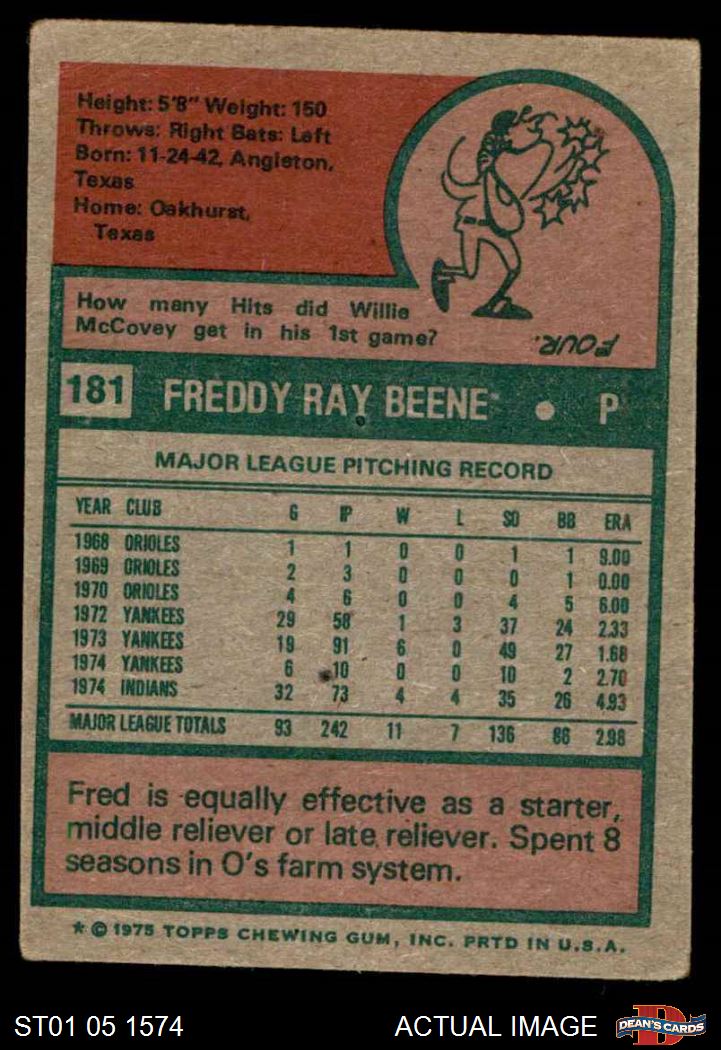 Height: 5'8" Weight: 150
Throws: Right Bats: Left
Born: 11-24-42, Angleton,
Texas
Home: Oakhurst,
Texas
How many Hits did Willie
McCovey get in his 1st game?
FOUR.
181 FREDDY RAY BEENE • P
MAJOR LEAGUE PITCHING RECORD
YEAR CLUB G IP W L SO BB ERA
1968 ORIOLES 1 1 0 0 1 1 9.00
1969 ORIOLES 2 3 0 0 0 1 0.00
1970 ORIOLES 4 6 0 0 4 5 6.00
1972 YANKEES 29 58 1 3 37 24 2.33
1973 YANKEES 19 91 6 0 49 27 1.68
1974 YANKEES 6 10 0 0 10 2 2.70
1974 INDIANS 32 73 4 4 35 26 4.93
MAJOR LEAGUE TOTALS 93 242 11 7 136 86 2.98
Fred is equally effective as a starter,
middle reliever or late reliever. Spent 8
seasons in O's farm system.
* © 1975 TOPPS CHEWING GUM, INC. PRTD IN U.S.A.
ST01 05 1574 ACTUAL IMAGE D DEAN'S CARDS